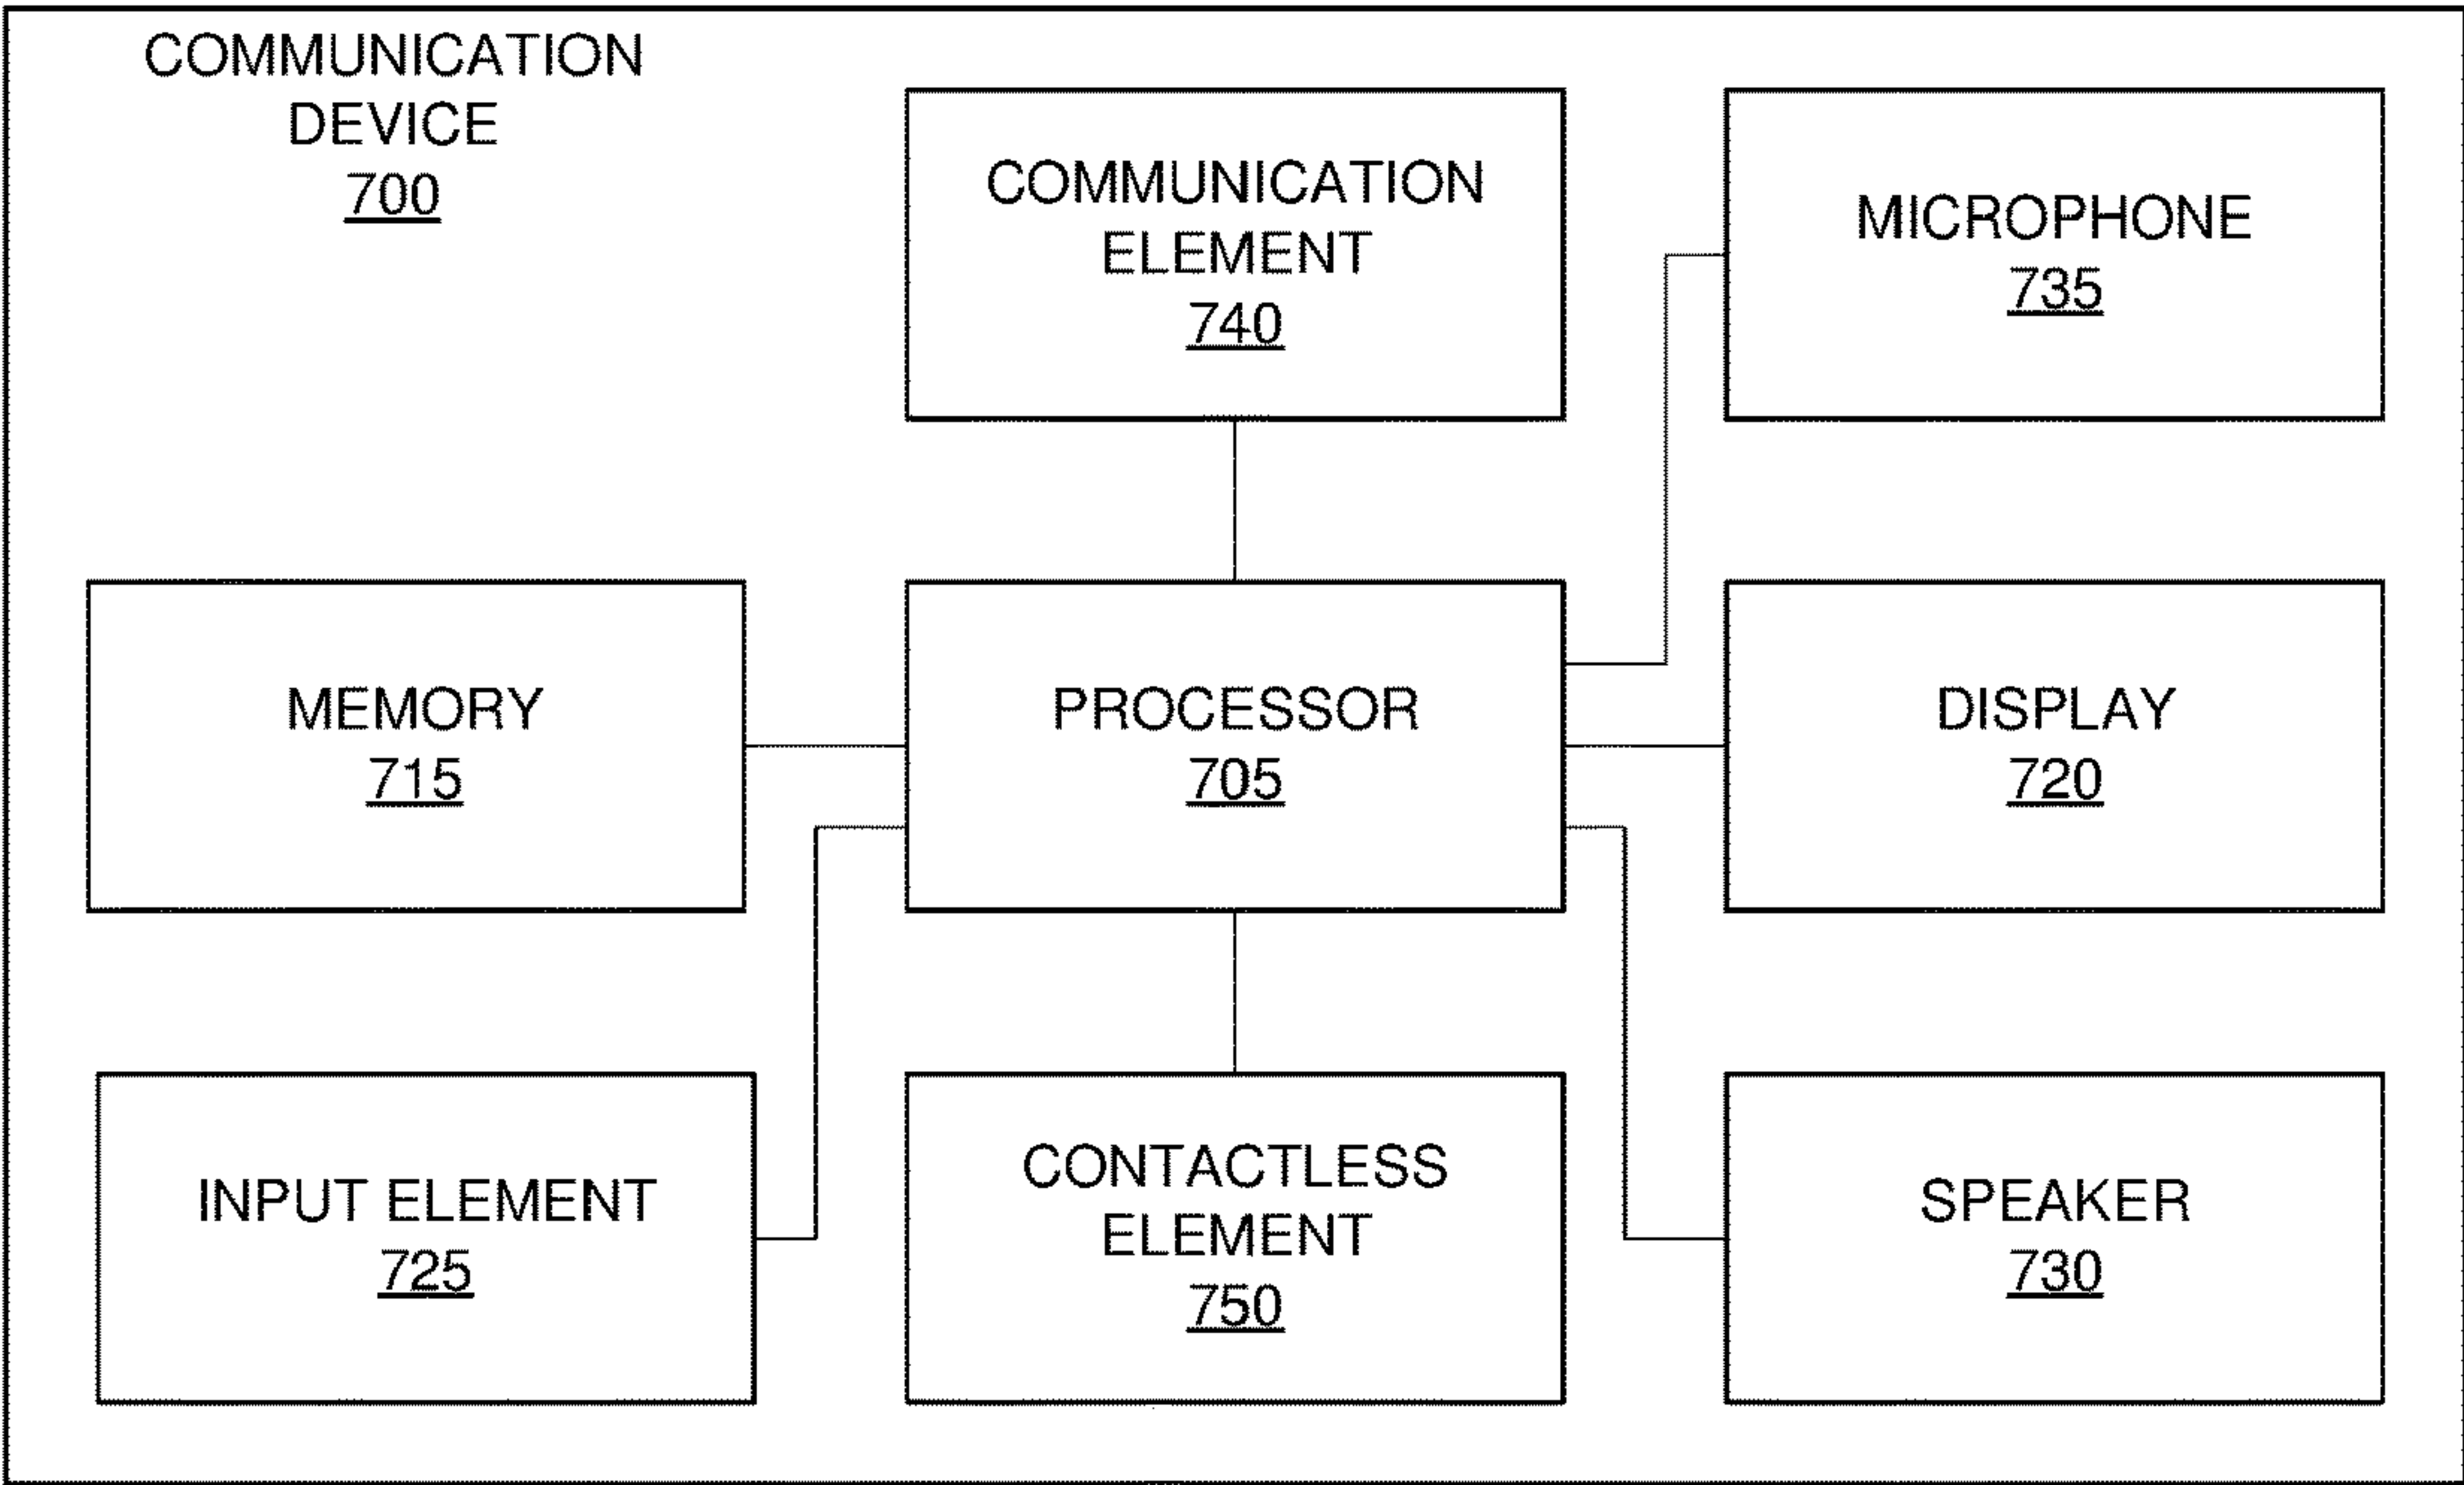 COMMUNICATION
DEVICE
700
COMMUNICATION
ELEMENT
740
MICROPHONE
735
MEMORY
715
PROCESSOR
705
DISPLAY
720
INPUT ELEMENT
725
CONTACTLESS
ELEMENT
750
SPEAKER
730